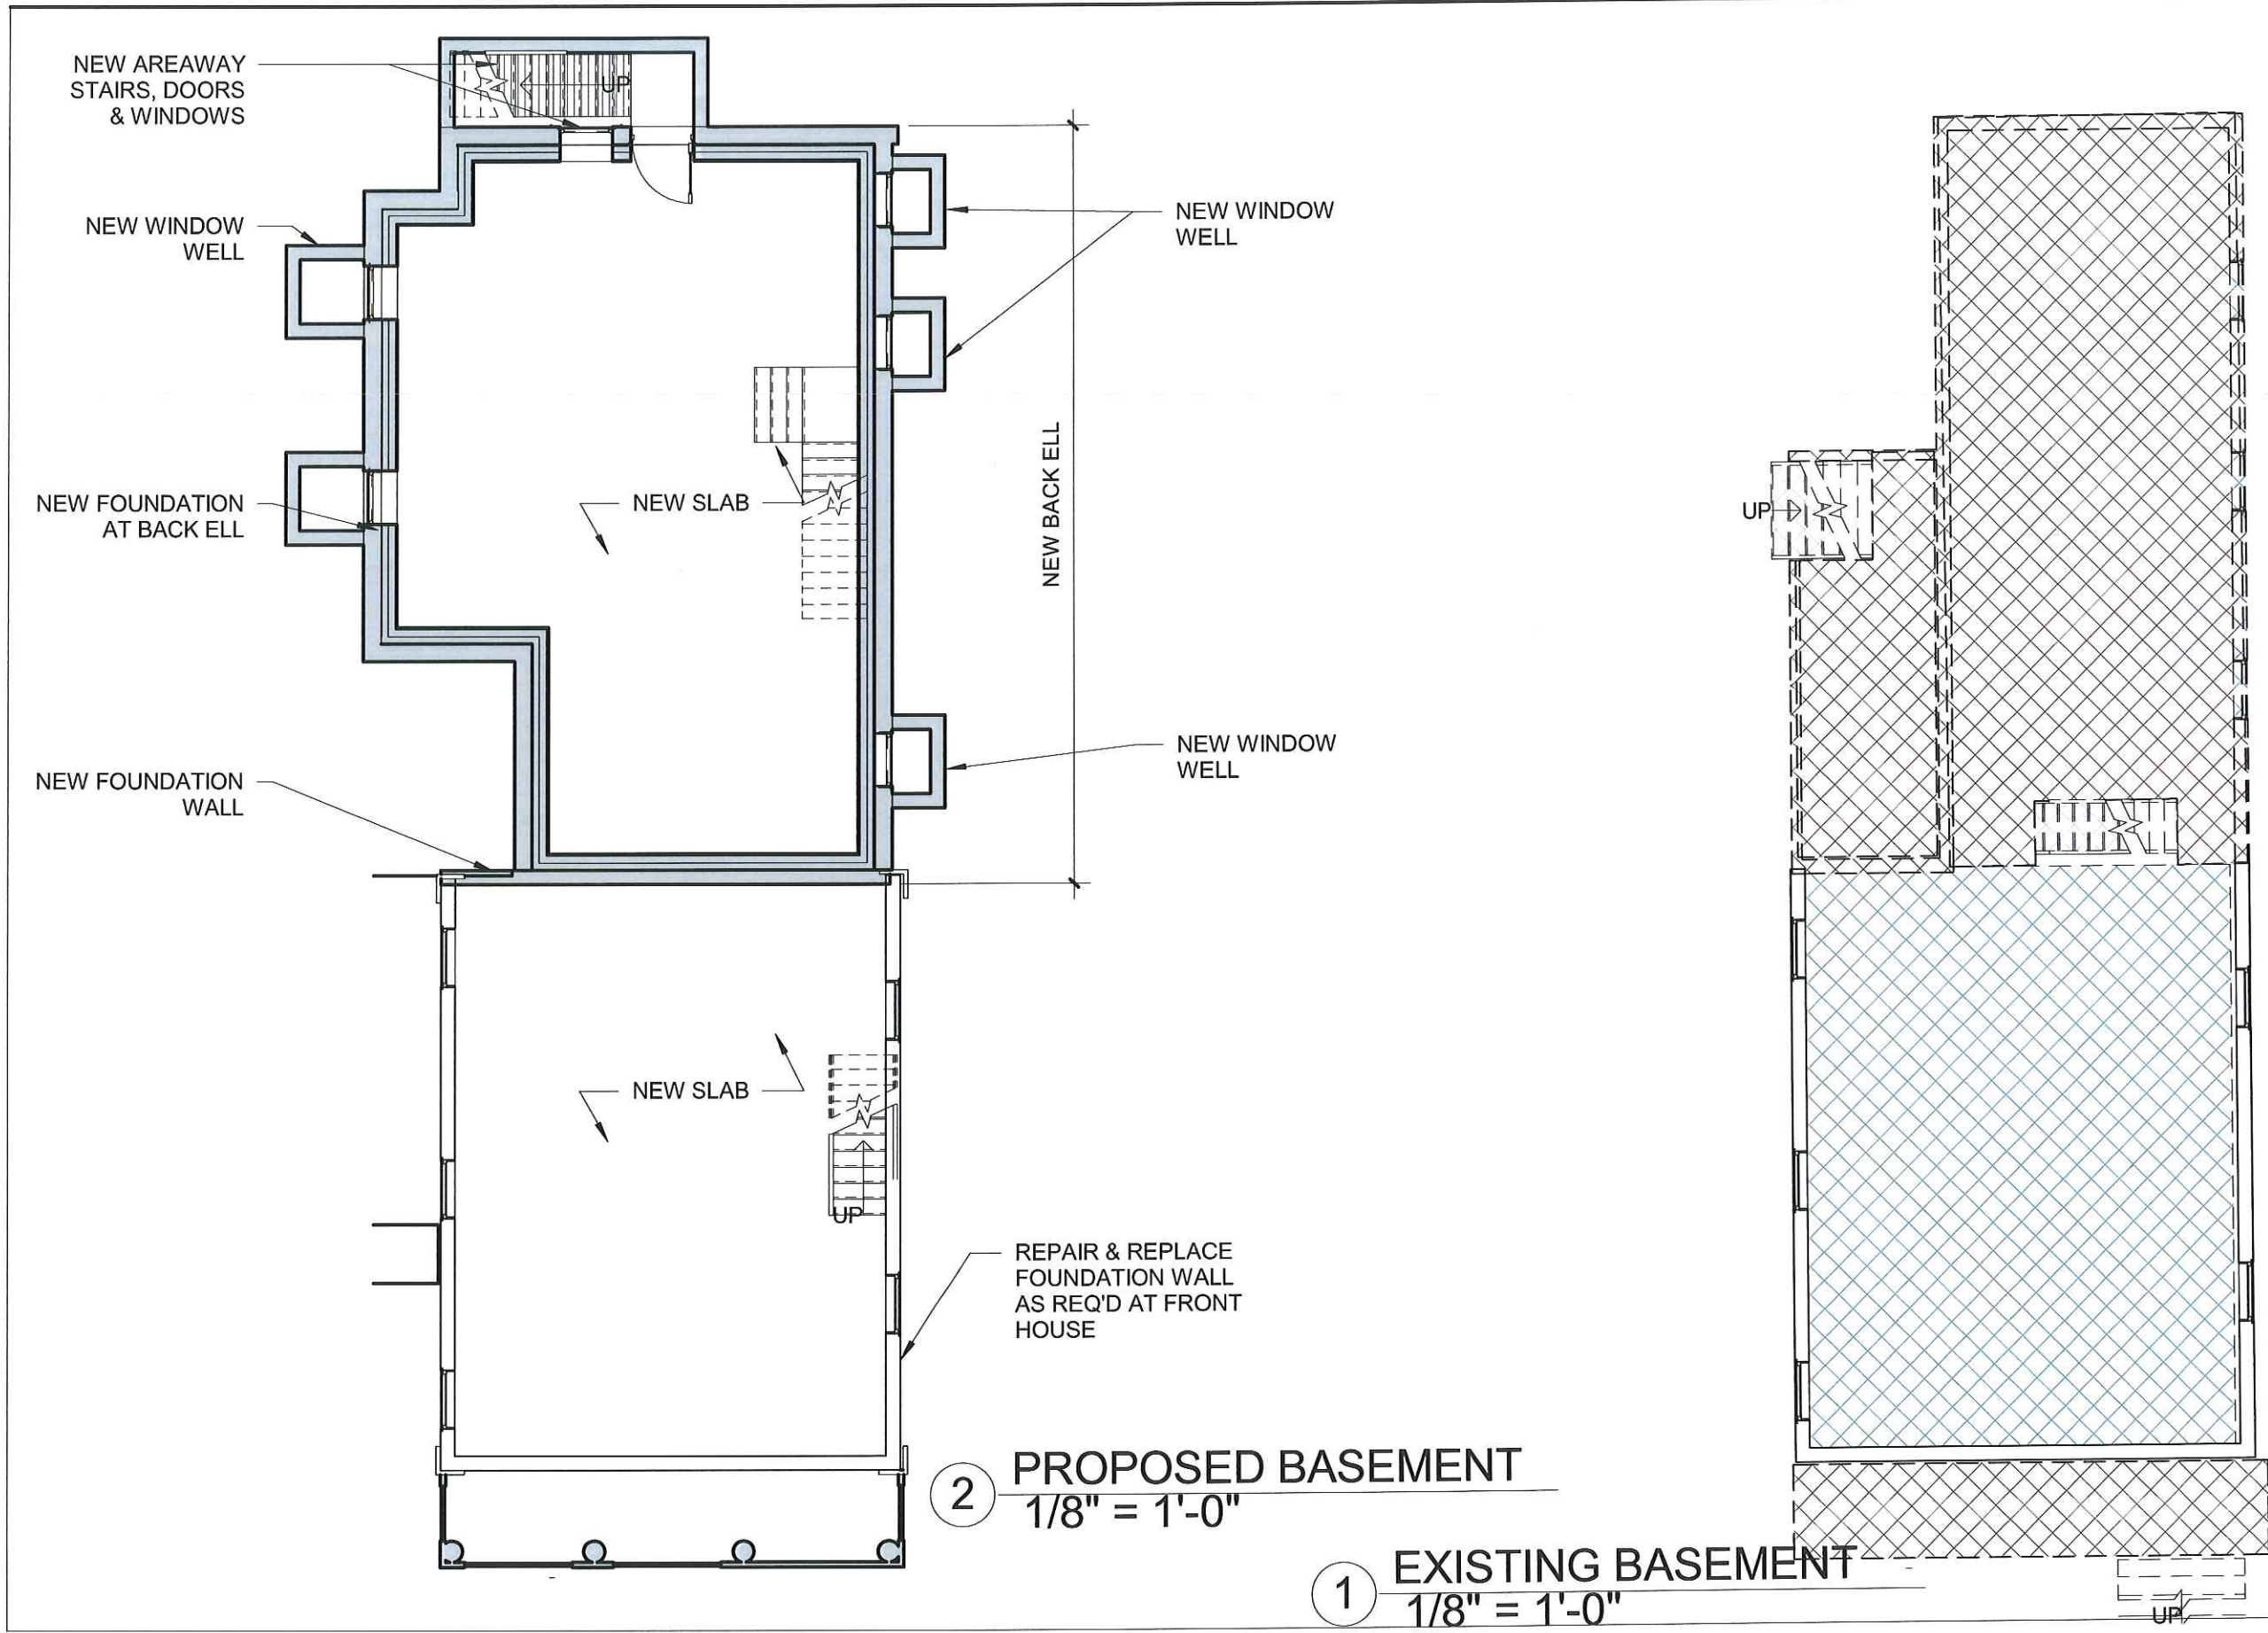 NEW AREAWAY
STAIRS, DOORS
& WINDOWS
UP
NEW WINDOW
WELL
NEW WINDOW
WELL
NEW FOUNDATION
AT BACK ELL
NEW SLAB
NEW BACK ELL
UP
NEW WINDOW
WELL
NEW FOUNDATION
WALL
NEW SLAB
UP
REPAIR & REPLACE
FOUNDATION WALL
AS REQ'D AT FRONT
HOUSE
2
PROPOSED BASEMENT
1/8" = 1'-0"
1
EXISTING BASEMENT
1/8" = 1'-0"
UP